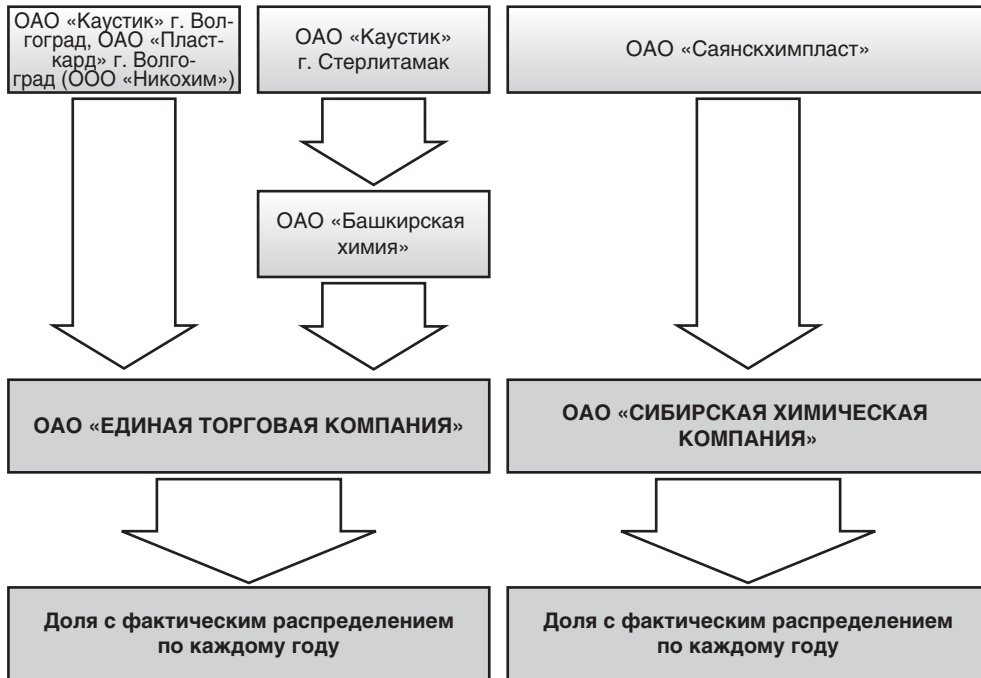 ОАО «Каустик» г. Вол-
гоград, ОАО «Пласт-
кард» г. Волго-
град (ООО «Никохим»)
ОАО «Каустик»
г. Стерлитамак
ОАО «Саянскхимпласт»
ОАО «Башкирская
химия»
ОАО «ЕДИНАЯ ТОРГОВАЯ КОМПАНИЯ»
ОАО «СИБИРСКАЯ ХИМИЧЕСКАЯ
КОМПАНИЯ»
Доля с фактическим распределением
по каждому году
Доля с фактическим распределением
по каждому году